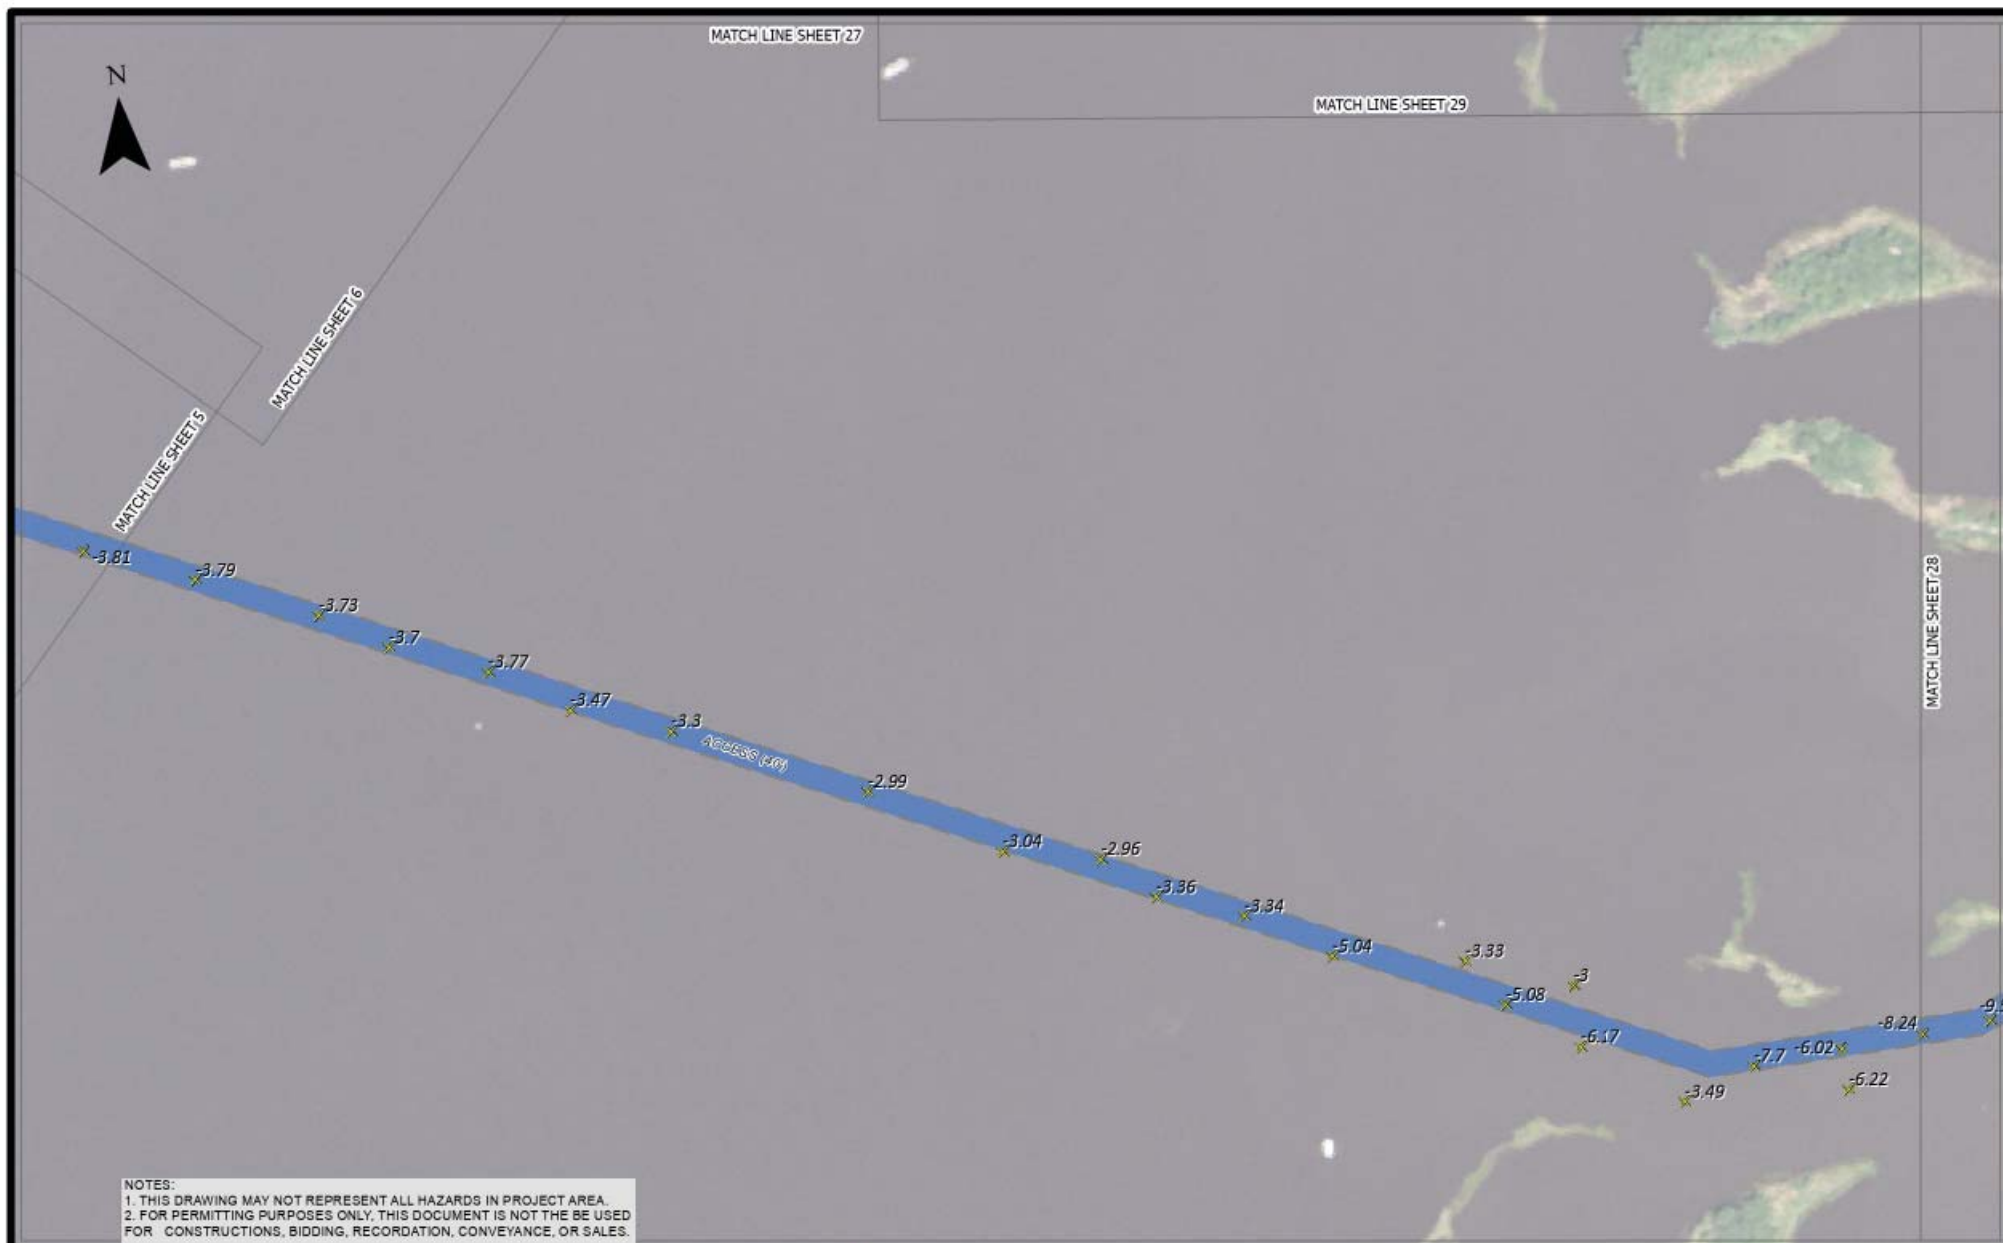 MATCH LINE SHEET 27
N
MATCH LINE SHEET 29
MATCH LINE SHEET 6
MATCH LINE SHEET 5
MATCH LINE SHEET 28
-3.81
-3.79
-3.73
-3.7
-3.77
-3.47
-3.3
ACCESS (40')
-2.99
-3.04
-2.96
-3.36
-3.34
-5.04
-3.33
-5.08
-3
-6.17
-3.49
-7.7
-6.02
-6.22
-8.24
NOTES:
1. THIS DRAWING MAY NOT REPRESENT ALL HAZARDS IN PROJECT AREA.
2. FOR PERMITTING PURPOSES ONLY, THIS DOCUMENT IS NOT THE BE USED
FOR CONSTRUCTIONS, BIDDING, RECORDATION, CONVEYANCE, OR SALES.